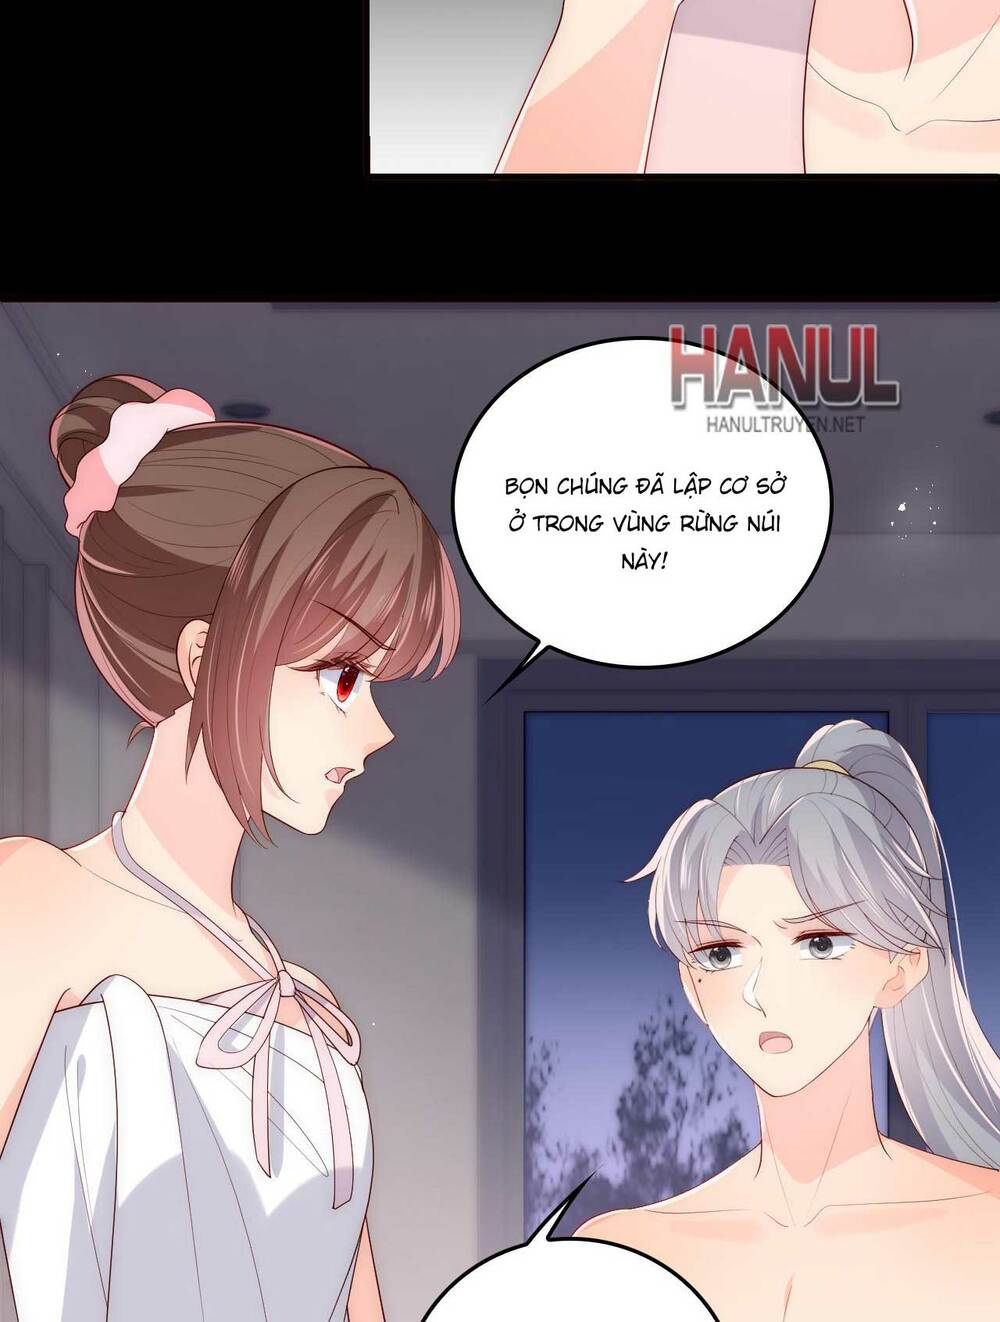 HANUL
HANULTRUYEN.NET
BỌN CHÚNG ĐÃ LẬP CƠ SỞ
Ở TRONG VÙNG RỪNG NÚI
NÀY!